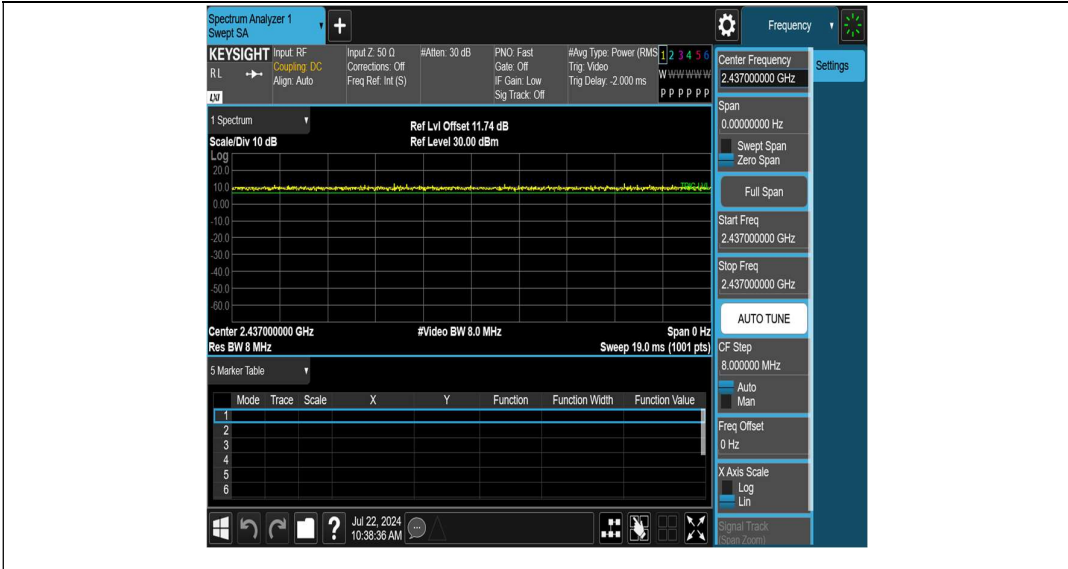 Spectrum Analyzer 1
Swept SA
Frequency
KEYSIGHT
RL
LXI
Input: RF
Coupling: DC
Align: Auto
Input Z: 50 Ω
Corrections: Off
Freq Ref: Int (S)
#Atten: 30 dB
PNO: Fast
Gate: Off
IF Gain: Low
Sig Track: Off
#Avg Type: Power (RMS
Trig: Video
Trig Delay: -2.000 ms
1 2 3 4 5 6
W W W W W W
P P P P P P
1 Spectrum
Scale/Div 10 dB
Ref Lvl Offset 11.74 dB
Ref Level 30.00 dBm
Log
20.0
10.0
0.00
-10.0
-20.0
-30.0
-40.0
-50.0
-60.0
TRIG LVL
Center 2.437000000 GHz
#Video BW 8.0 MHz
Span 0 Hz
Res BW 8 MHz
Sweep 19.0 ms (1001 pts)
5 Marker Table
Mode Trace Scale X Y Function Function Width Function Value
1
2
3
4
5
6
Jul 22, 2024
10:38:36 AM
Center Frequency
2.437000000 GHz
Settings
Span
0.00000000 Hz
Swept Span
Zero Span
Full Span
Start Freq
2.437000000 GHz
Stop Freq
2.437000000 GHz
AUTO TUNE
CF Step
8.000000 MHz
Auto
Man
Freq Offset
0 Hz
X Axis Scale
Log
Lin
Signal Track
(Span Zoom)